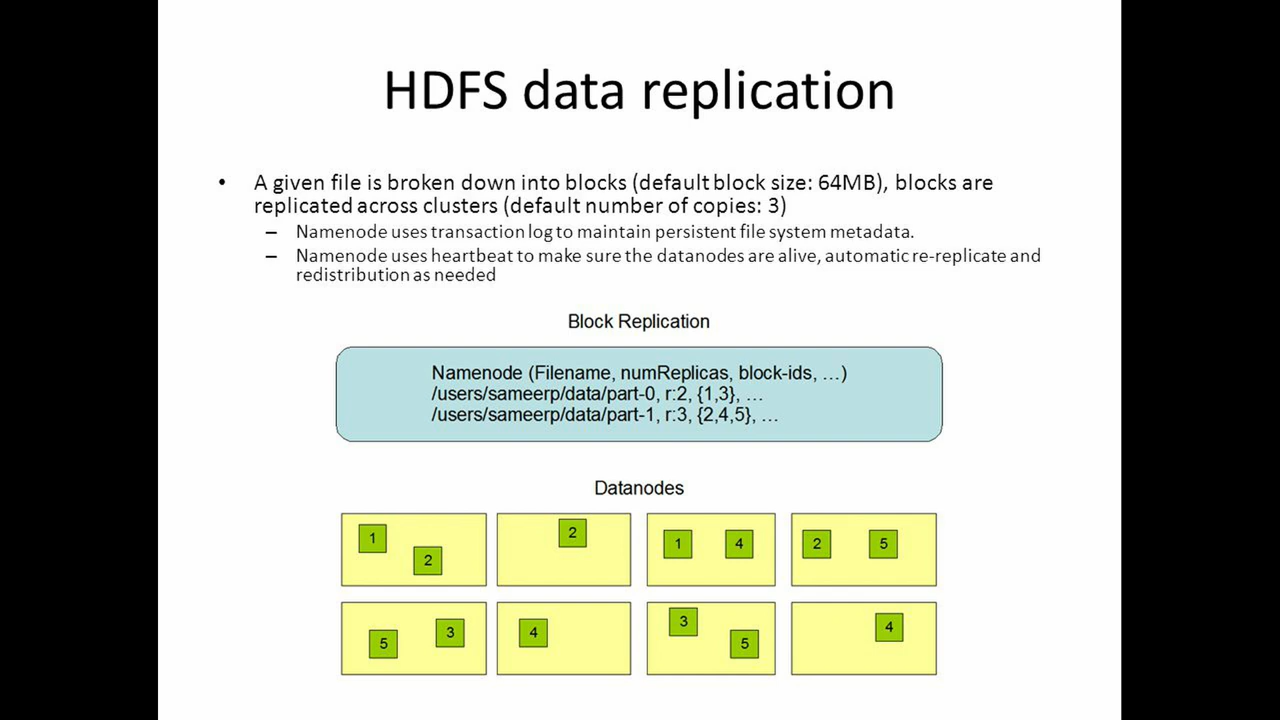 HDFS data replication
• A given file is broken down into blocks (default block size: 64MB), blocks are
replicated across clusters (default number of copies: 3)
– Namenode uses transaction log to maintain persistent file system metadata.
– Namenode uses heartbeat to make sure the datanodes are alive, automatic re-replicate and
redistribution as needed
Block Replication
Namenode (Filename, numReplicas, block-ids, …)
/users/sameerp/data/part-0, r:2, {1,3}, …
/users/sameerp/data/part-1, r:3, {2,4,5}, …
Datanodes
1 2 2 1 4 2 5
5 3 4 3 5 4